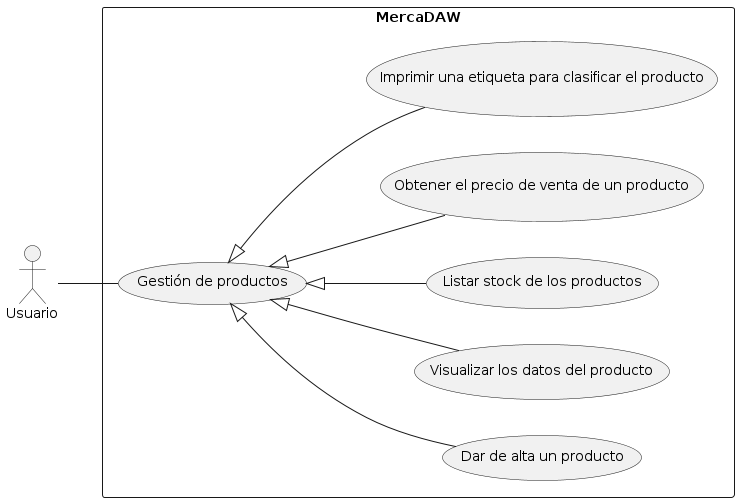 MercaDAW
Imprimir una etiqueta para clasificar el producto
Obtener el precio de venta de un producto
Gestión de productos
Listar stock de los productos
Usuario
Visualizar los datos del producto
Dar de alta un producto